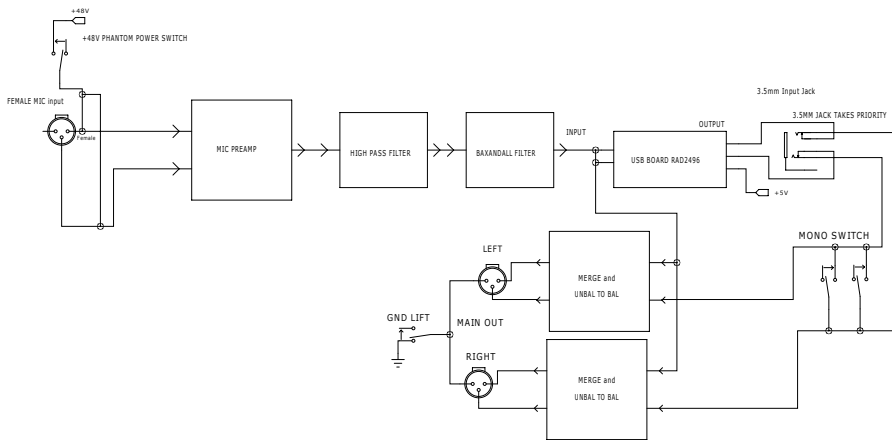 +48V
+48V PHANTOM POWER SWITCH
FEMALE MIC input
Female
MIC PREAMP
HIGH PASS FILTER
BAXANDALL FILTER
INPUT
OUTPUT
USB BOARD RAD2496
3.5mm Input Jack
3.5MM JACK TAKES PRIORITY
+5V
MONO SWITCH
LEFT
MERGE and
UNBAL TO BAL
GND LIFT
MAIN OUT
RIGHT
MERGE and
UNBAL TO BAL